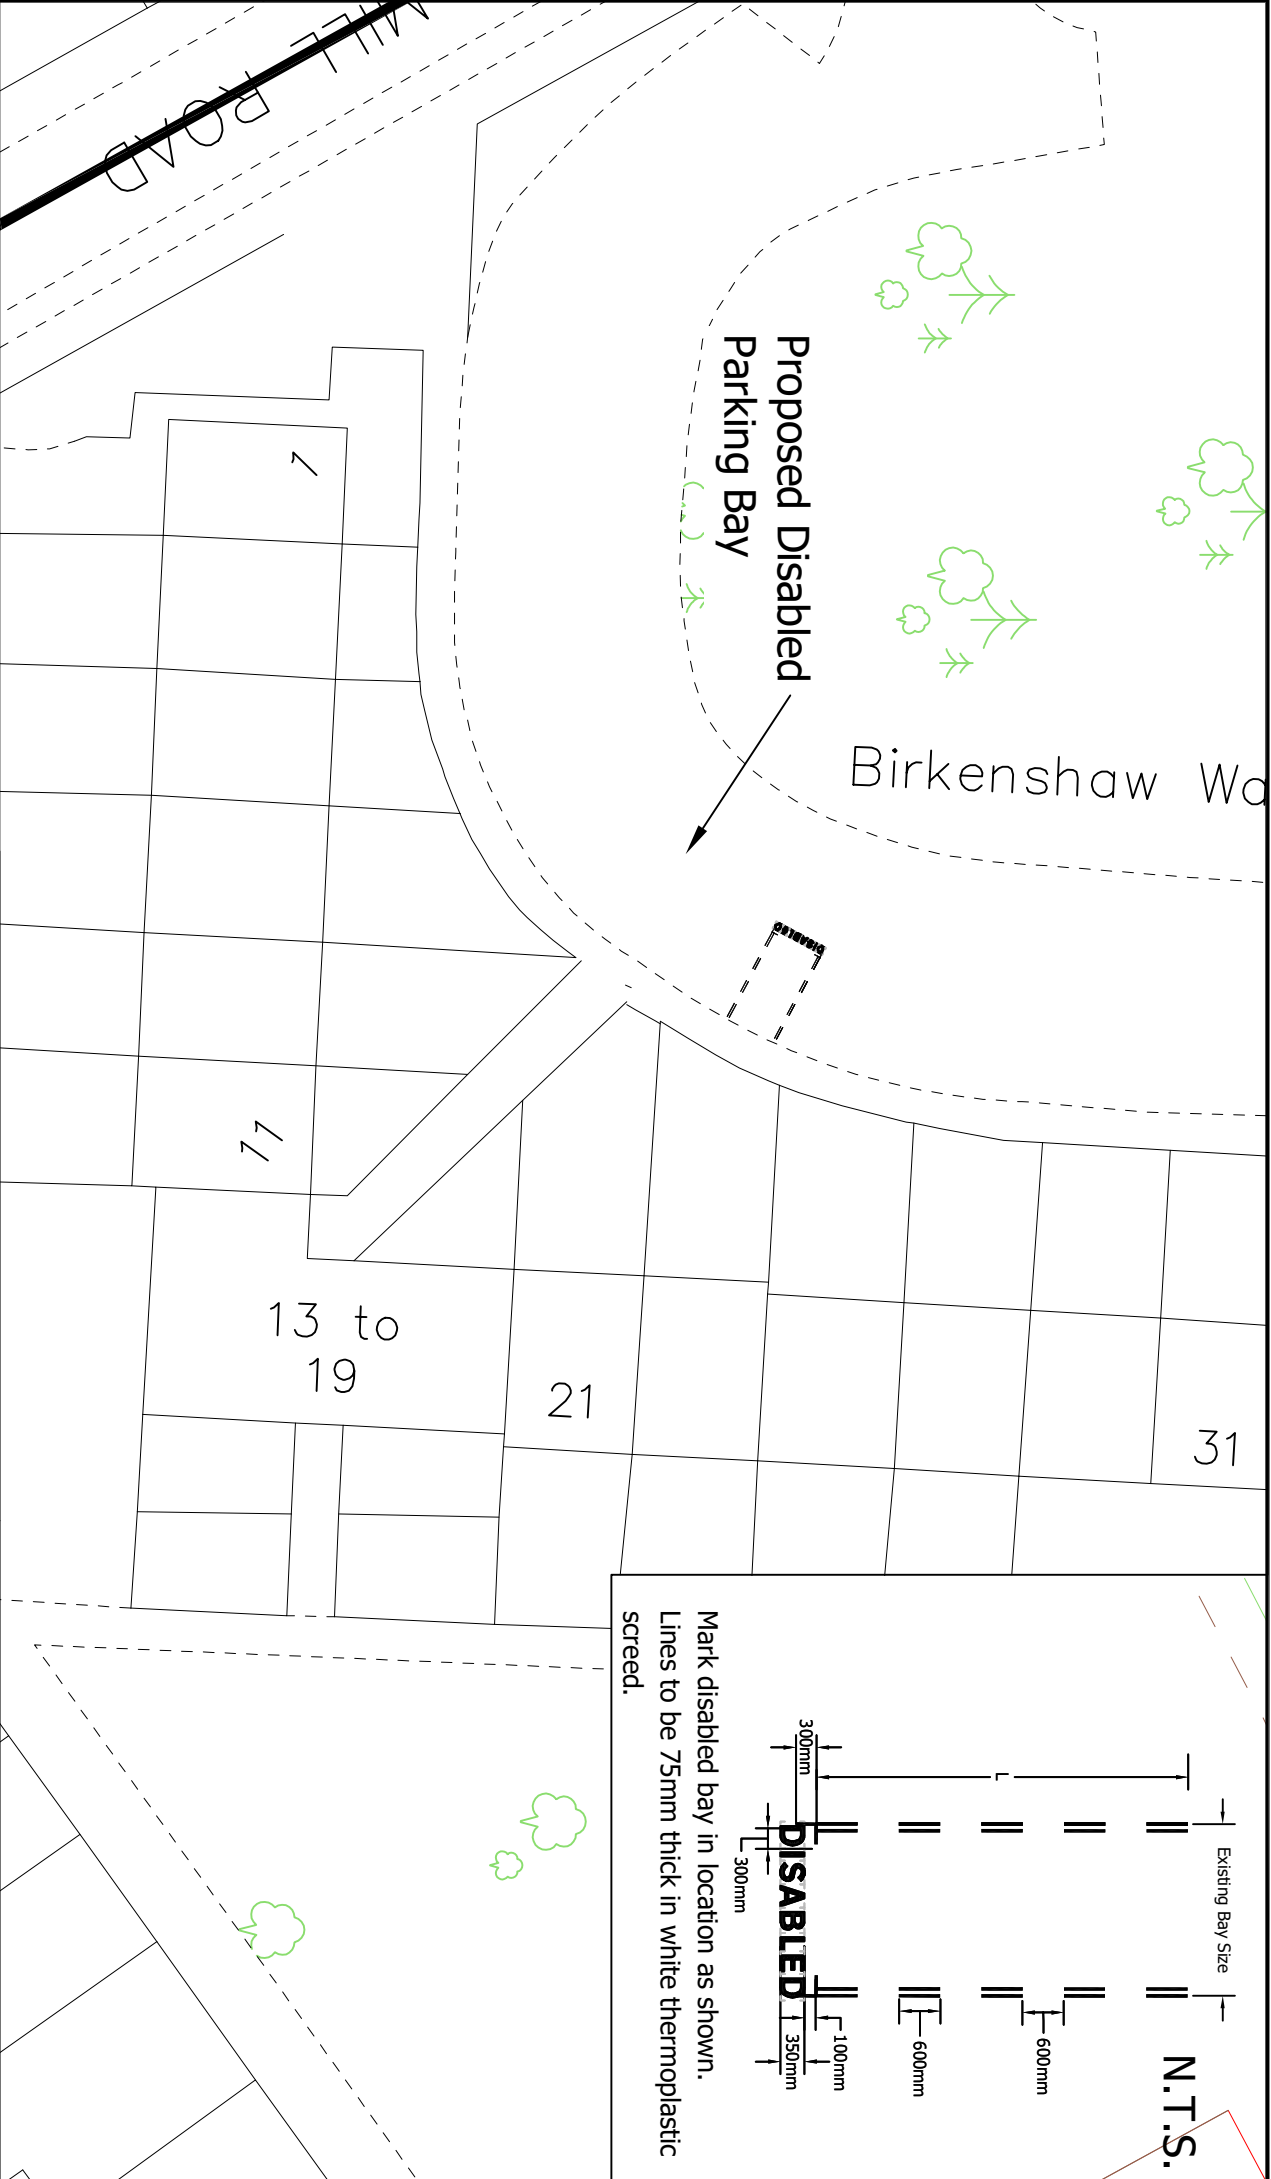 MILL ROAD
Proposed Disabled
Parking Bay
Birkenshaw Wa
DISABLED
1
11
13 to
19
21
31
N.T.S.
Existing Bay Size
L
300mm
300mm
DISABLED
600mm
600mm
100mm
350mm
Mark disabled bay in location as shown.
Lines to be 75mm thick in white thermoplastic
screed.